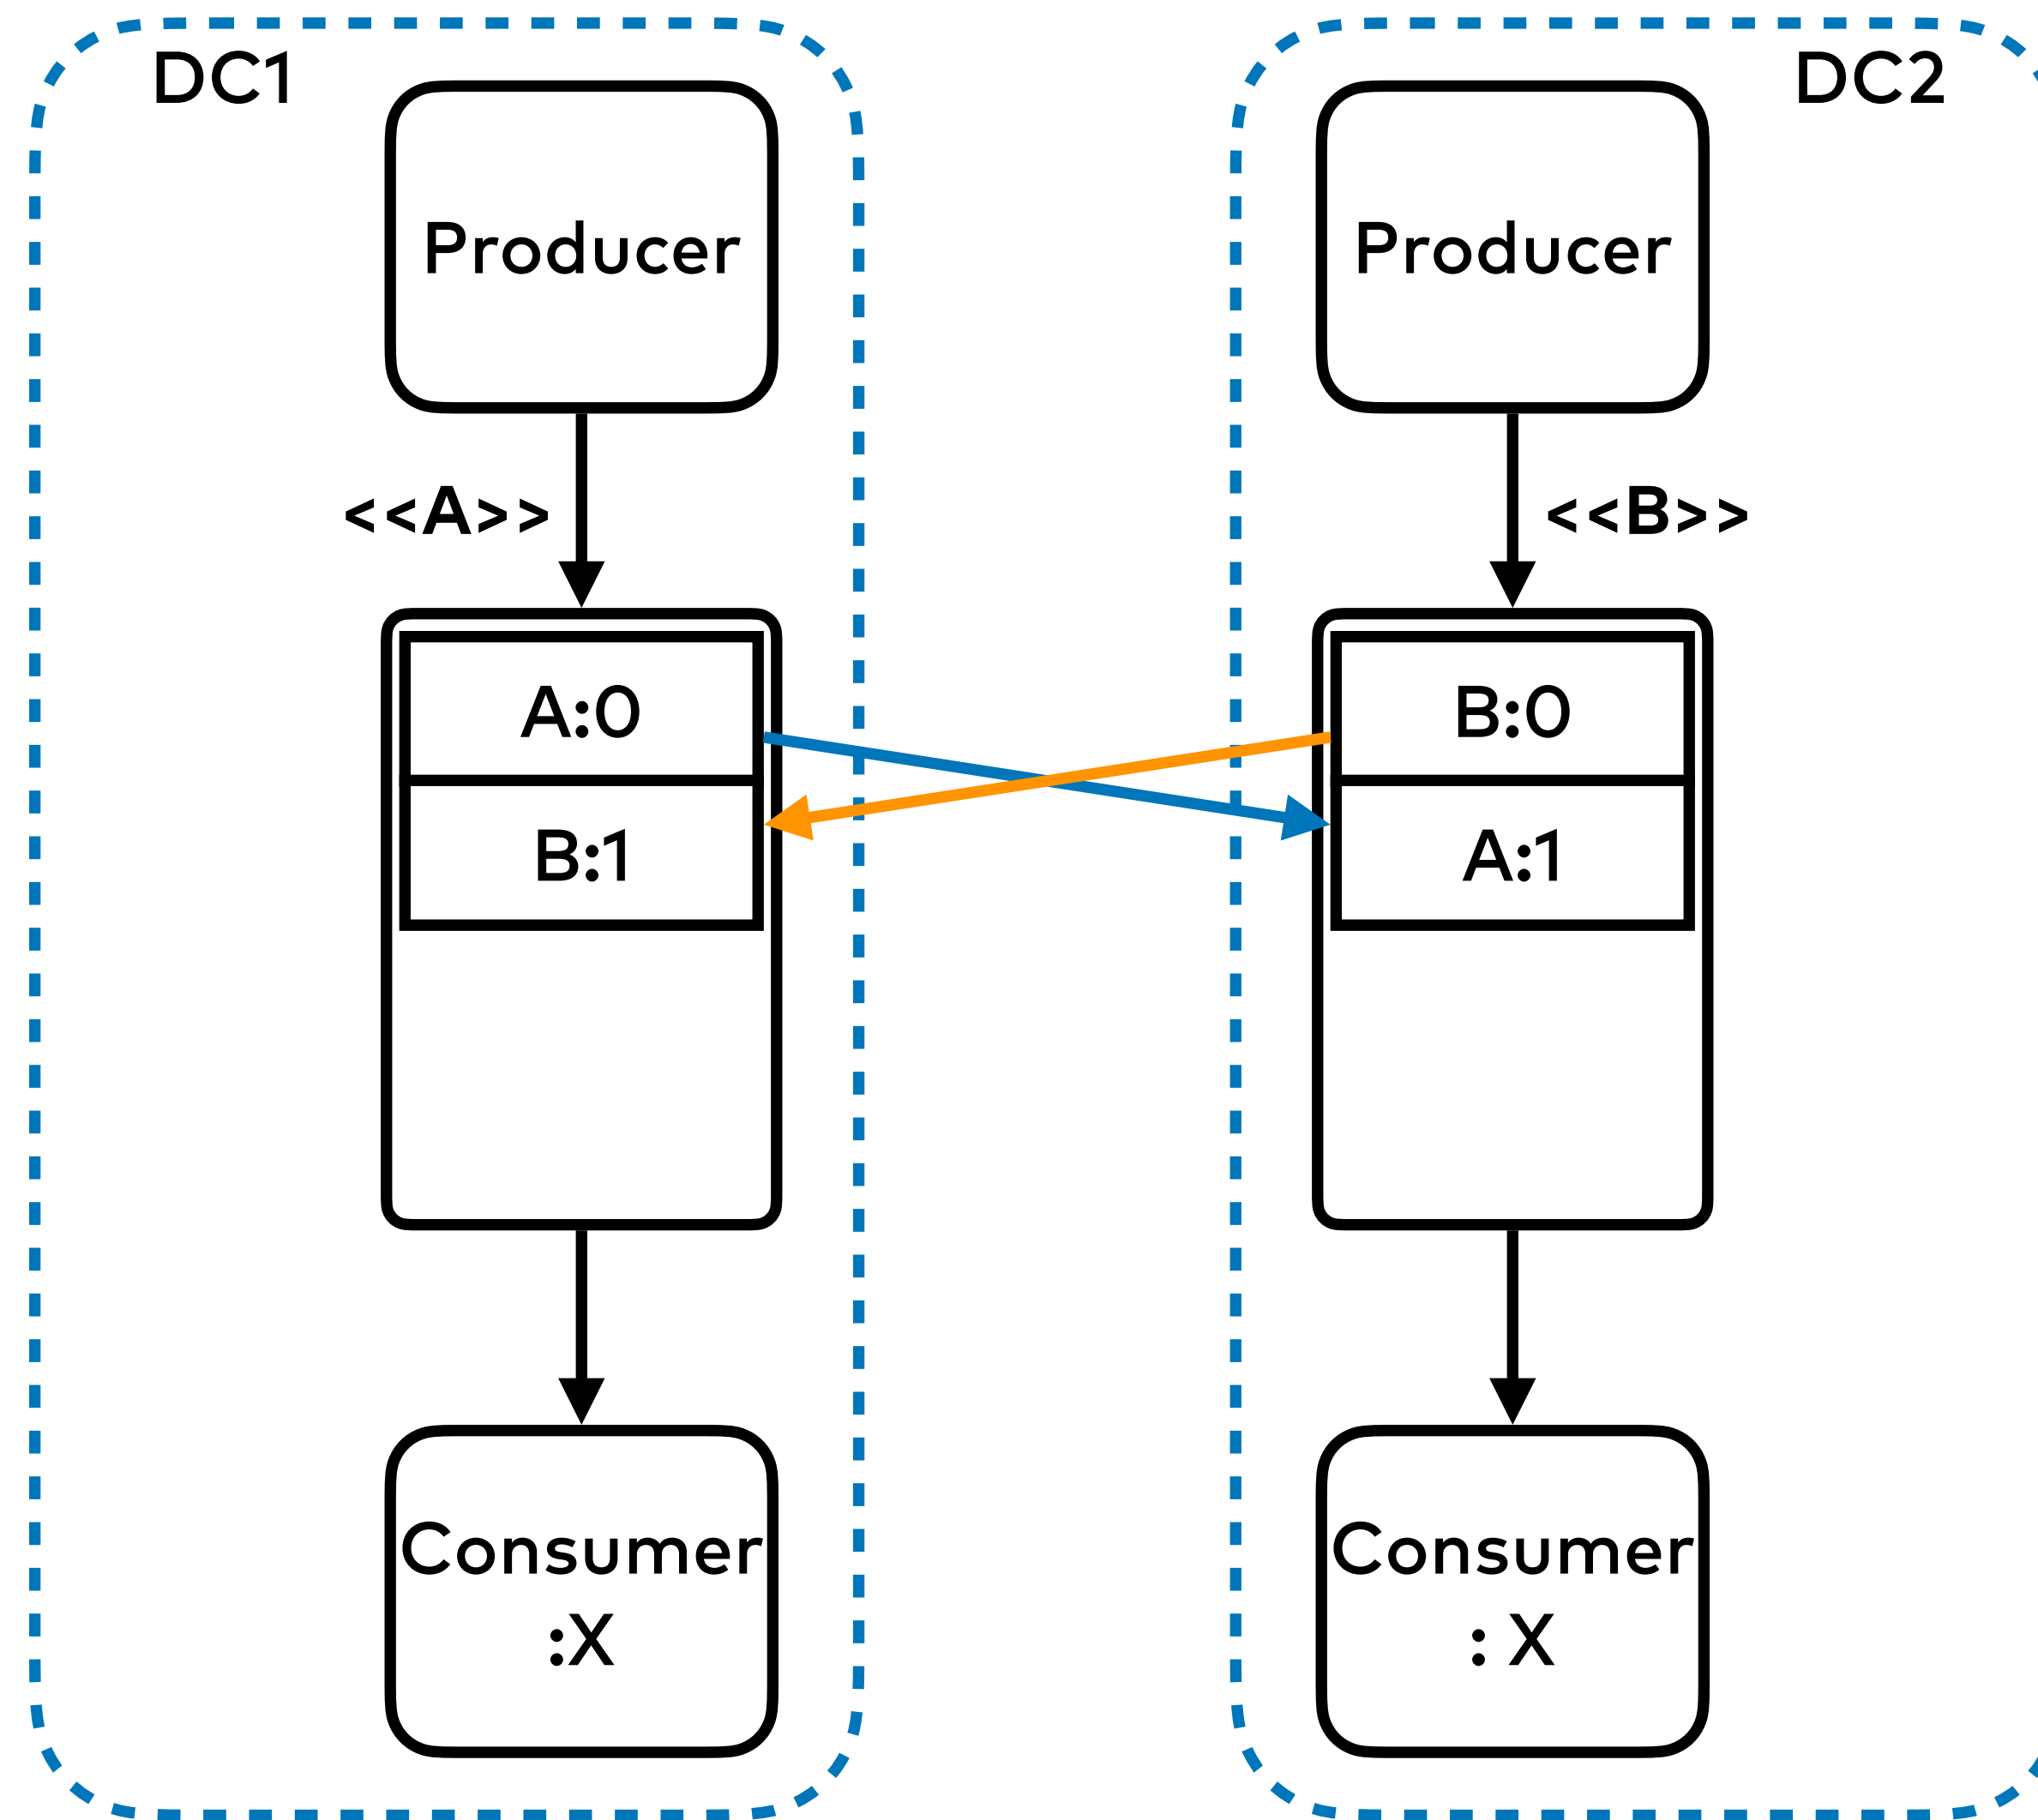 DC1
Producer
<<A>>
A:0
B:1
Consumer
:X
DC2
Producer
<<B>>
B:0
A:1
Consumer
: X